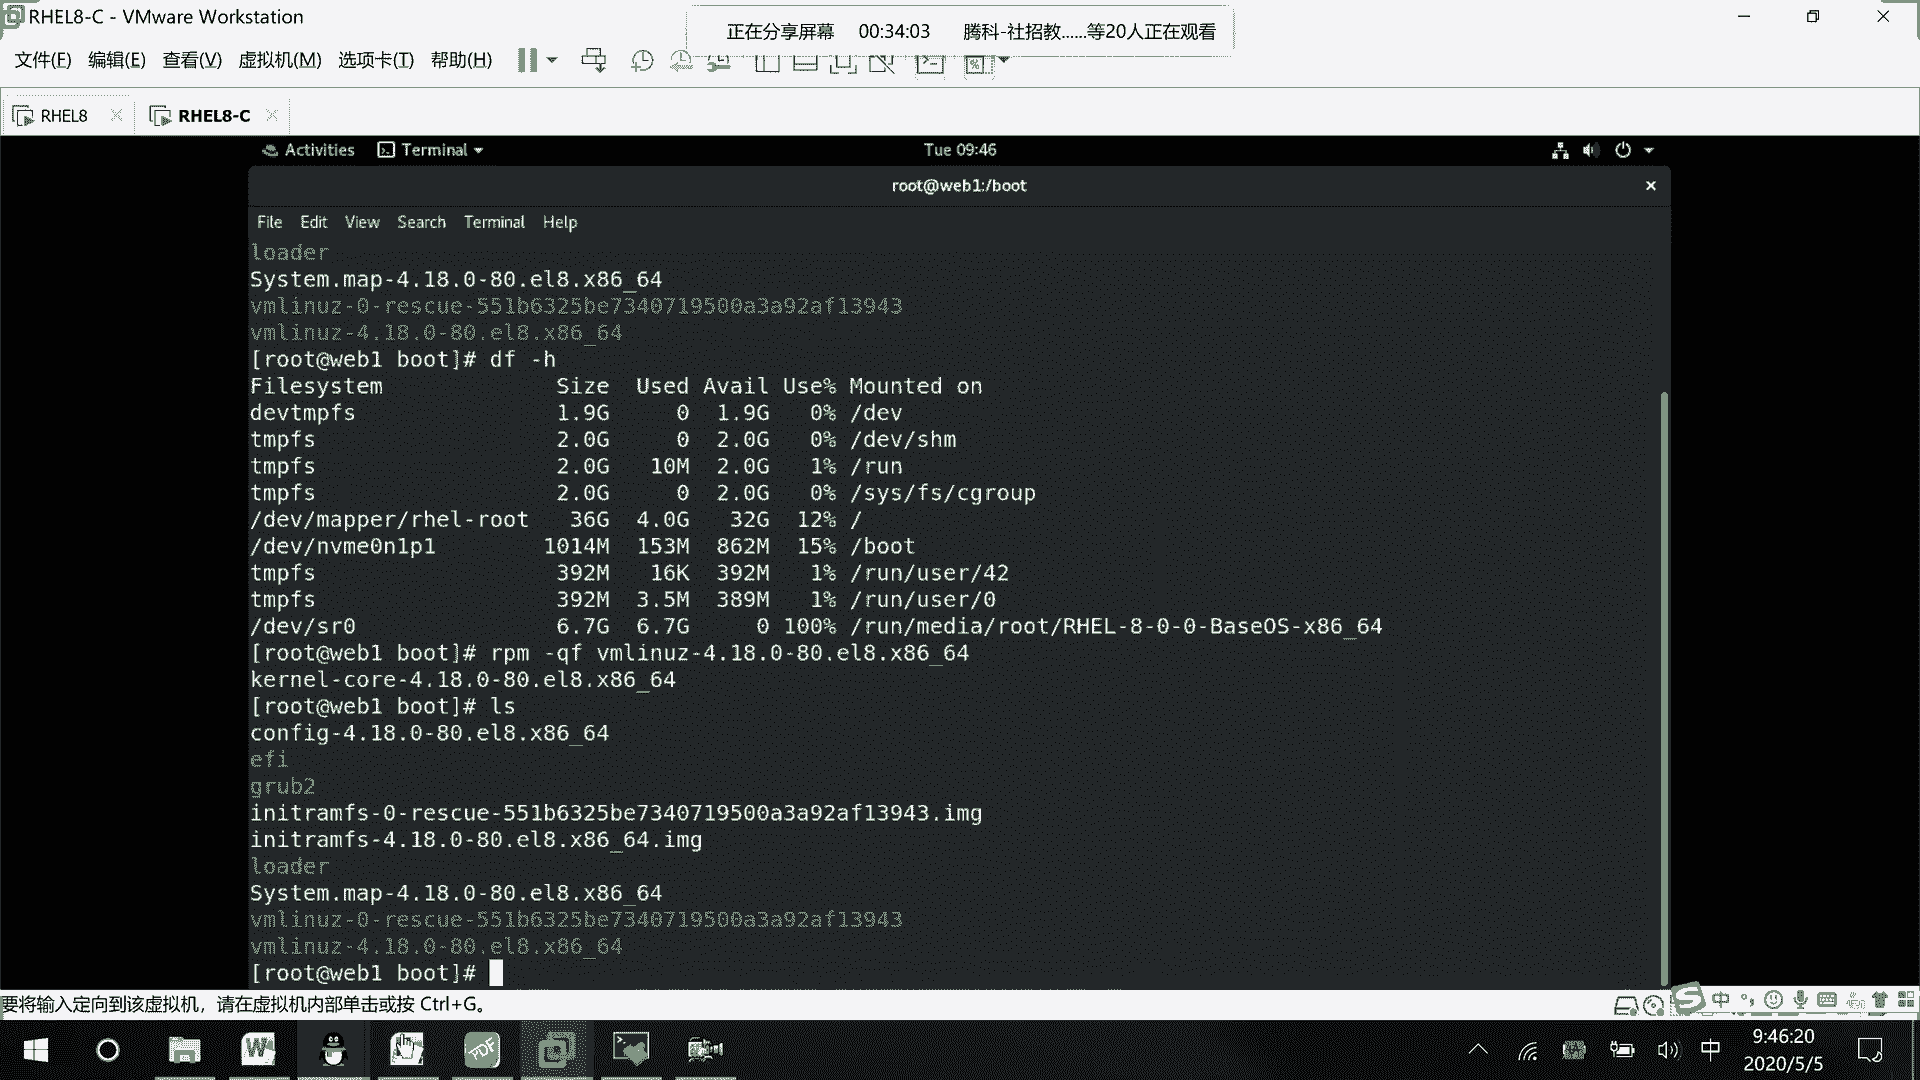 RHEL8-C - VMware Workstation
正在分享屏幕 00:34:03 腾科-社招教......等20人正在观看
文件(F) 编辑(E) 查看(V) 虚拟机(M) 选项卡(T) 帮助(H)
RHEL8
RHEL8-C
Activities Terminal Tue 09:46
root@web1:/boot
File Edit View Search Terminal Help
loader
System.map-4.18.0-80.el8.x86_64
vmlinuz-0-rescue-551b6325be7340719500a3a92af13943
vmlinuz-4.18.0-80.el8.x86_64
[root@web1 boot]# df -h
Filesystem Size Used Avail Use% Mounted on
devtmpfs 1.9G 0 1.9G 0% /dev
tmpfs 2.0G 0 2.0G 0% /dev/shm
tmpfs 2.0G 10M 2.0G 1% /run
tmpfs 2.0G 0 2.0G 0% /sys/fs/cgroup
/dev/mapper/rhel-root 36G 4.0G 32G 12% /
/dev/nvme0n1p1 1014M 153M 862M 15% /boot
tmpfs 392M 16K 392M 1% /run/user/42
tmpfs 392M 3.5M 389M 1% /run/user/0
/dev/sr0 6.7G 6.7G 0 100% /run/media/root/RHEL-8-0-0-BaseOS-x86_64
[root@web1 boot]# rpm -qf vmlinuz-4.18.0-80.el8.x86_64
kernel-core-4.18.0-80.el8.x86_64
[root@web1 boot]# ls
config-4.18.0-80.el8.x86_64
efi
grub2
initramfs-0-rescue-551b6325be7340719500a3a92af13943.img
initramfs-4.18.0-80.el8.x86_64.img
loader
System.map-4.18.0-80.el8.x86_64
vmlinuz-0-rescue-551b6325be7340719500a3a92af13943
vmlinuz-4.18.0-80.el8.x86_64
[root@web1 boot]#
要将输入定向到该虚拟机，请在虚拟机内部单击或按 Ctrl+G。
中
中
9:46:20
2020/5/5